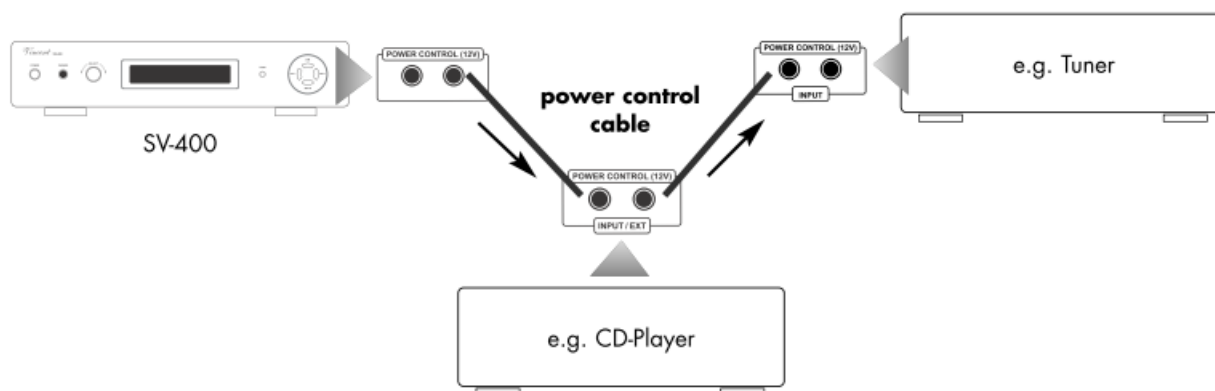 Vincent
POWER CONTROL (12V)
SV-400
power control
cable
POWER CONTROL (12V)
INPUT
e.g. Tuner
POWER CONTROL (12V)
INPUT / EXT
e.g. CD-Player